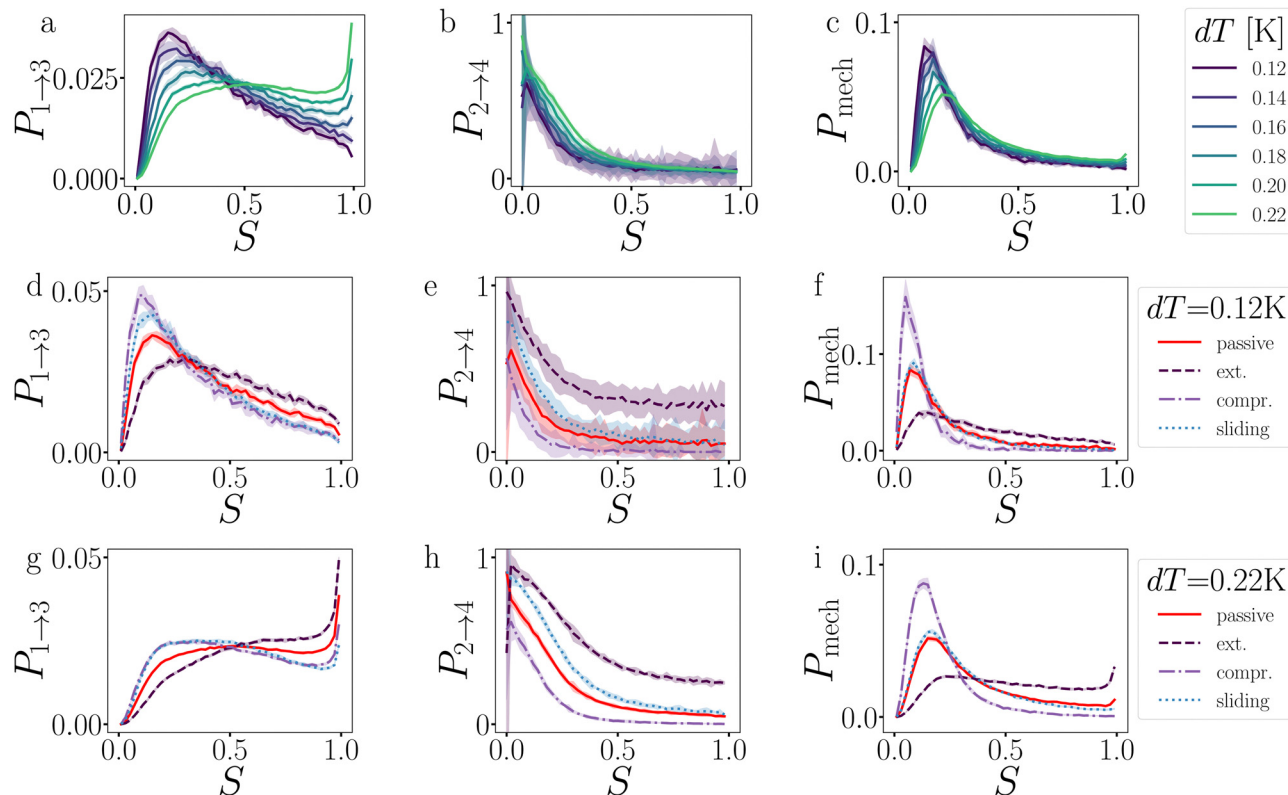 a
0.025
0.000
P1→3
0.0
0.5
1.0
S
b
1
0
P2→4
0.0
0.5
1.0
S
c
0.1
0.0
Pmech
0.0
0.5
1.0
S
dT [K]
0.12
0.14
0.16
0.18
0.20
0.22
d
0.05
0.00
P1→3
0.0
0.5
1.0
S
e
1
0
P2→4
0.0
0.5
1.0
S
f
0.1
0.0
Pmech
0.0
0.5
1.0
S
dT=0.12K
passive
ext.
compr.
sliding
g
0.05
0.00
P1→3
0.0
0.5
1.0
S
h
1
0
P2→4
0.0
0.5
1.0
S
i
0.1
0.0
Pmech
0.0
0.5
1.0
S
dT=0.22K
passive
ext.
compr.
sliding